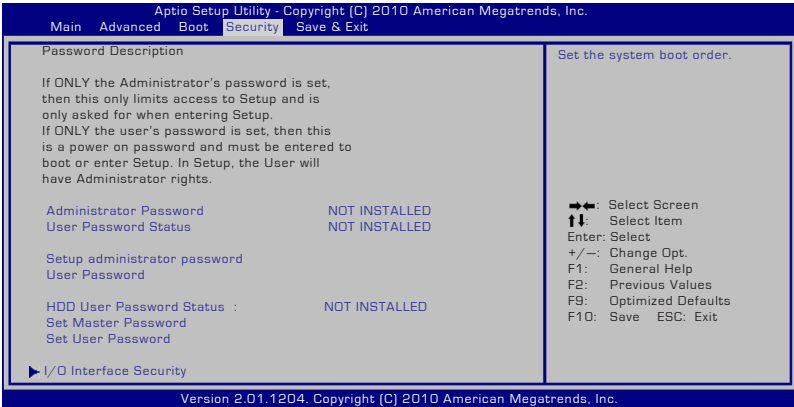 Aptio Setup Utility - Copyright (C) 2010 American Megatrends, Inc.
Main Advanced Boot Security Save & Exit
Password Description
If ONLY the Administrator's password is set,
then this only limits access to Setup and is
only asked for when entering Setup.
If ONLY the user's password is set, then this
is a power on password and must be entered to
boot or enter Setup. In Setup, the User will
have Administrator rights.
Administrator Password NOT INSTALLED
User Password Status NOT INSTALLED
Setup administrator password
User Password
HDD User Password Status : NOT INSTALLED
Set Master Password
Set User Password
I/O Interface Security
Set the system boot order.
→←: Select Screen
↑↓: Select Item
Enter: Select
+/—: Change Opt.
F1: General Help
F2: Previous Values
F9: Optimized Defaults
F10: Save ESC: Exit
Version 2.01.1204. Copyright (C) 2010 American Megatrends, Inc.